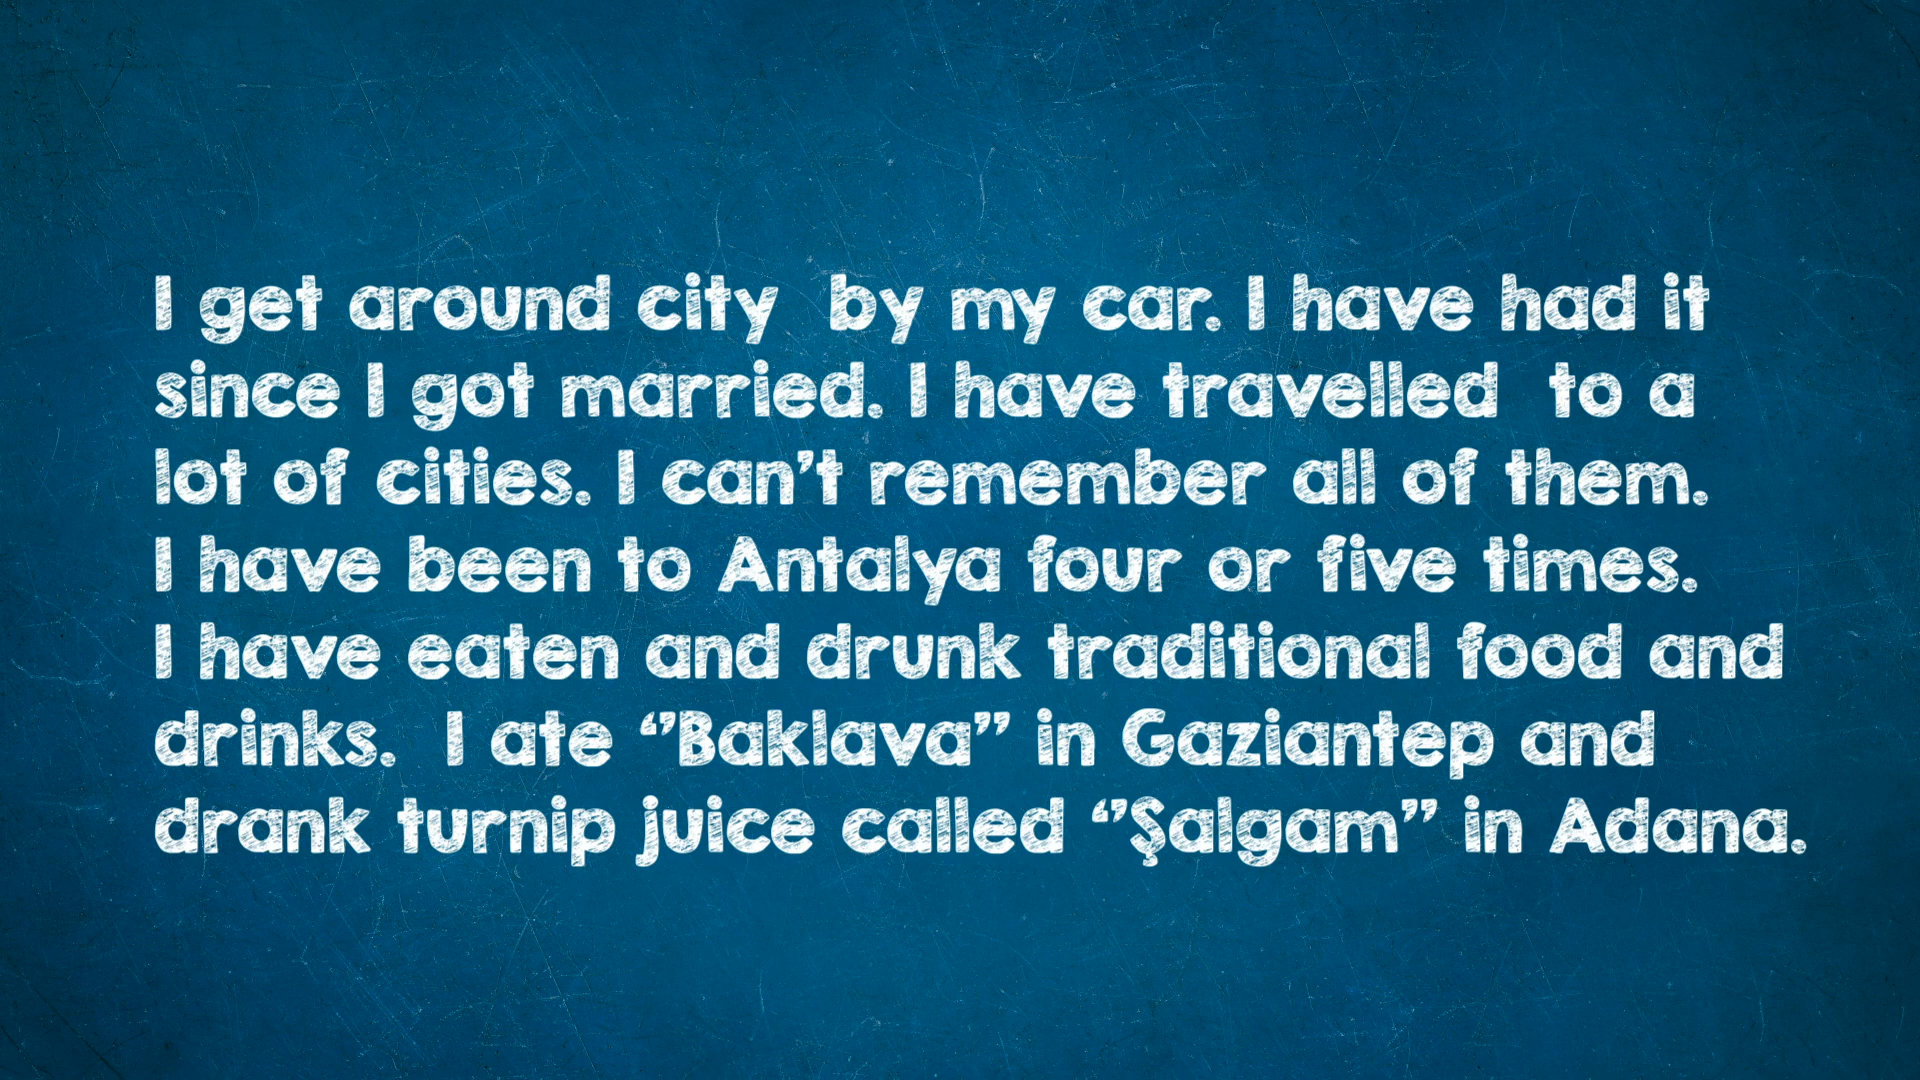 I get around city  by my car. I have had it
since I got married. I have travelled  to a
lot of cities. I can’t remember all of them.
I have been to Antalya four or five times.
I have eaten and drunk traditional food and
drinks.  I ate ‘’Baklava’’ in Gaziantep and
drank turnip juice called ‘’Şalgam’’ in Adana.